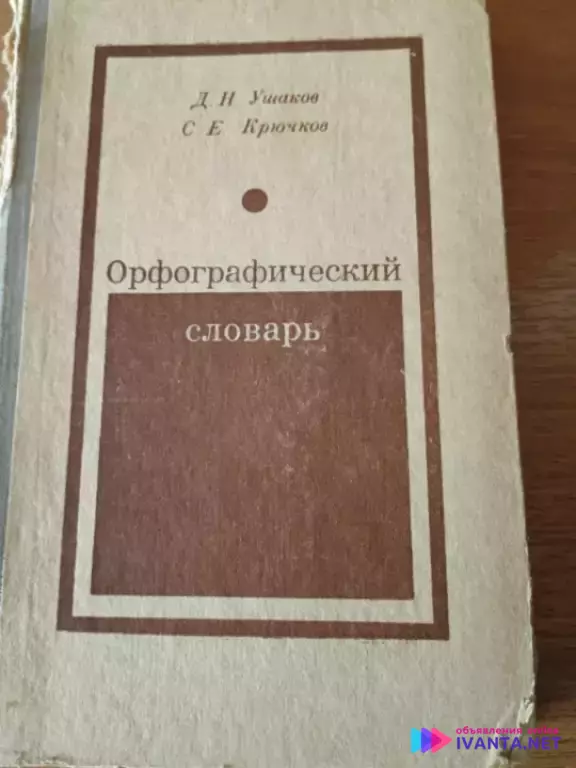 Д. Н Ушаков
С Е Крючков
Орфографический
словарь
IVANTA.NET